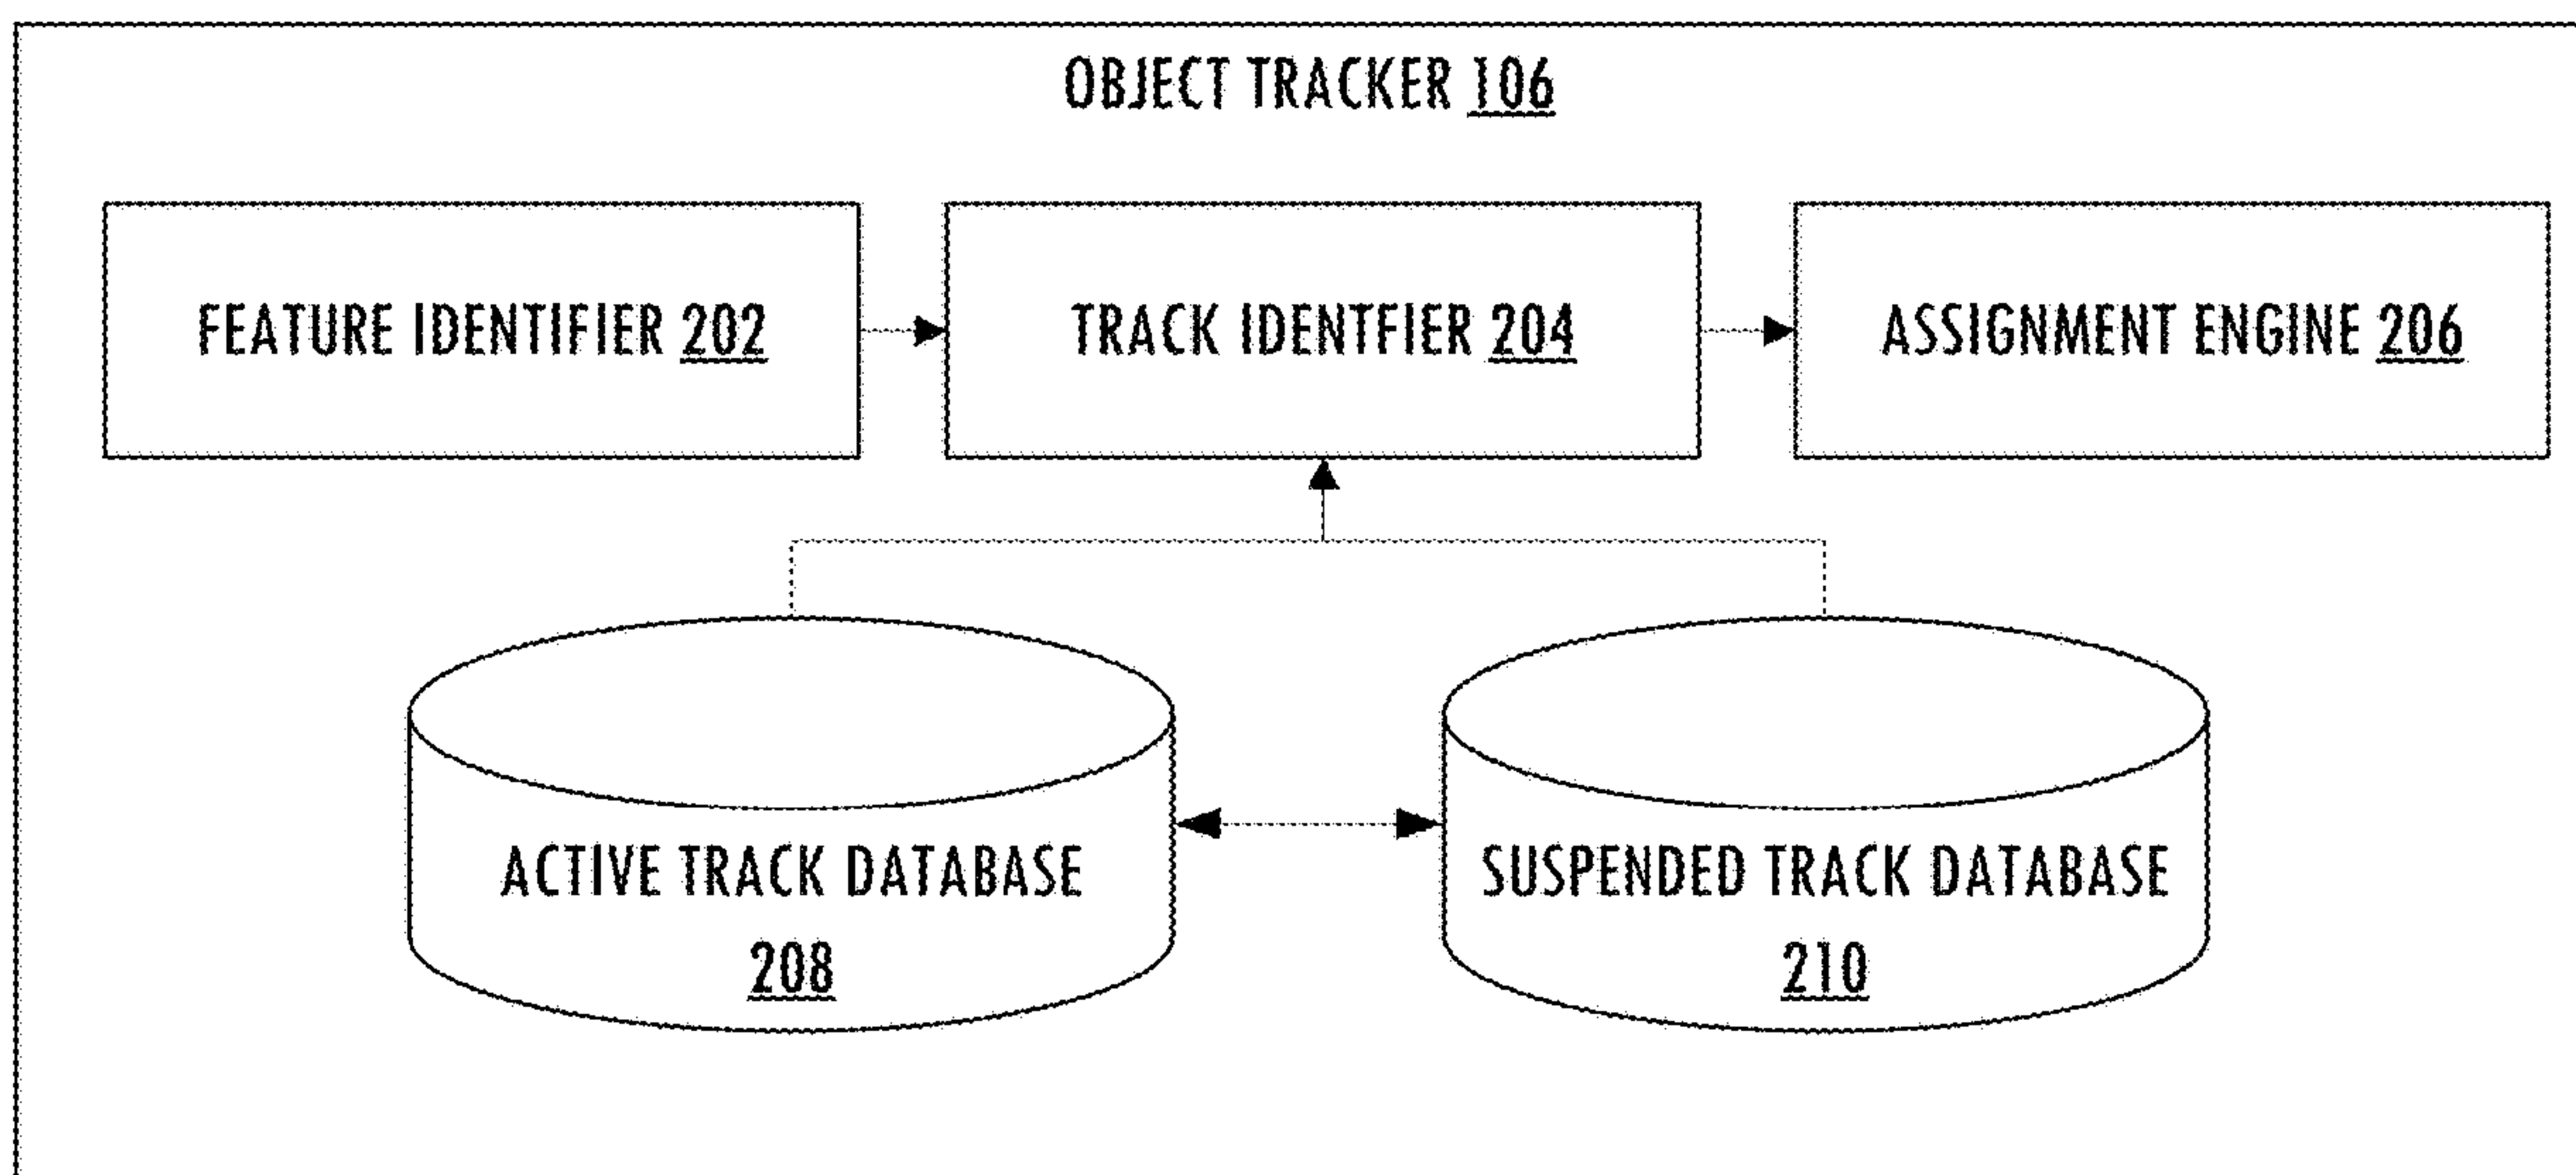 OBJECT TRACKER 106
FEATURE IDENTIFIER 202
TRACK IDENTFIER 204
ASSIGNMENT ENGINE 206
ACTIVE TRACK DATABASE
208
SUSPENDED TRACK DATABASE
210